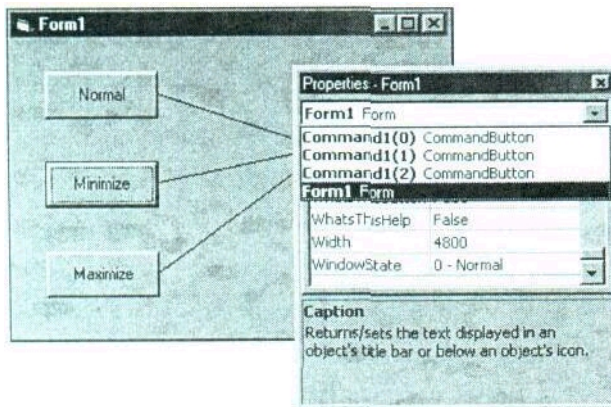 Form1
Normal
Minimize
Maximize
Properties - Form1
Form1 Form
Command1(0) CommandButton
Command1(1) CommandButton
Command1(2) CommandButton
Form1 Form
WhatsThisHelp False
Width 4800
WindowState 0 - Normal
Caption
Returns/sets the text displayed in an
object's title bar or below an object's icon.